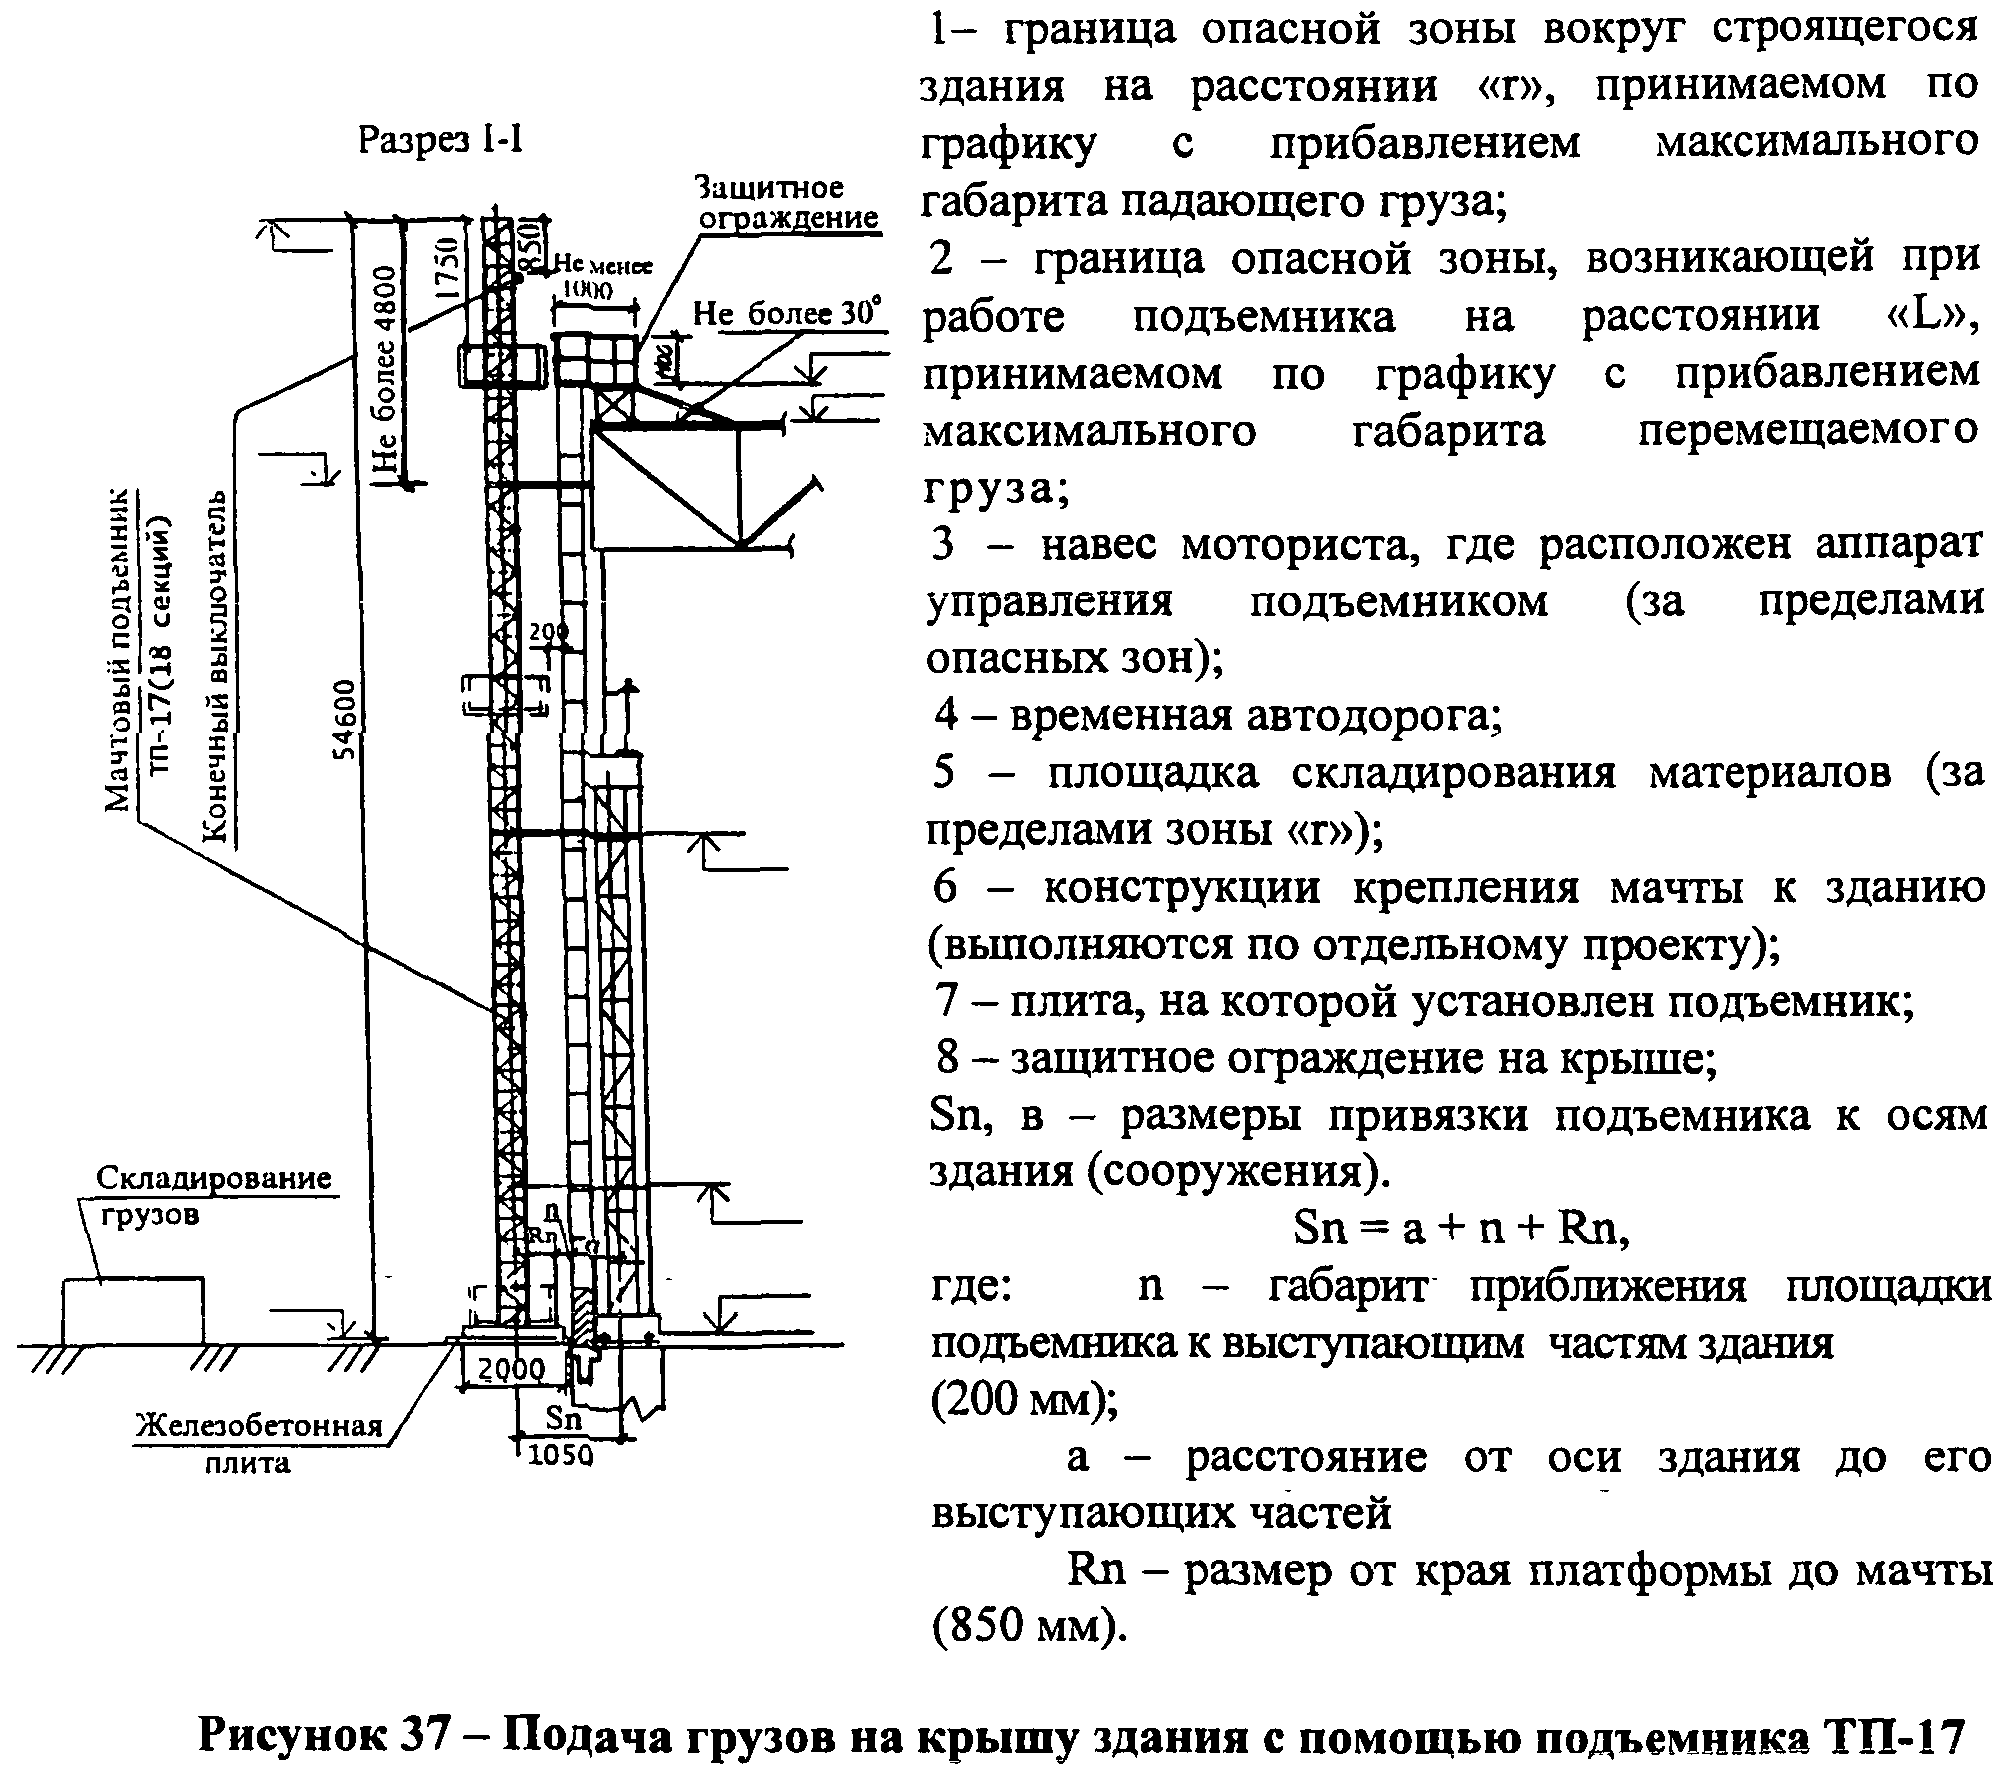 Разрез 1-1
Защитное
ограждение
1750
850
Не менее
1000
Не более 4800
Не более 30°
Мачтовый подъемник
ТП-17(18 секций)
Конечный выключатель
54600
200
Складирование
грузов
n
Rn
a
2000
Sn
1050
Железобетонная
плита
1– граница опасной зоны вокруг строящегося
здания на расстоянии «r», принимаемом по
графику с прибавлением максимального
габарита падающего груза;
2 – граница опасной зоны, возникающей при
работе подъемника на расстоянии «L»,
принимаемом по графику с прибавлением
максимального габарита перемещаемого
груза;
3 – навес моториста, где расположен аппарат
управления подъемником (за пределами
опасных зон);
4 – временная автодорога;
5 – площадка складирования материалов (за
пределами зоны «r»);
6 – конструкции крепления мачты к зданию
(выполняются по отдельному проекту);
7 – плита, на которой установлен подъемник;
8 – защитное ограждение на крыше;
Sn, в – размеры привязки подъемника к осям
здания (сооружения).
Sn = a + n + Rn,
где: n – габарит приближения площадки
подъемника к выступающим частям здания
(200 мм);
a – расстояние от оси здания до его
выступающих частей
Rn – размер от края платформы до мачты
(850 мм).
Рисунок 37 – Подача грузов на крышу здания с помощью подъемника ТП-17